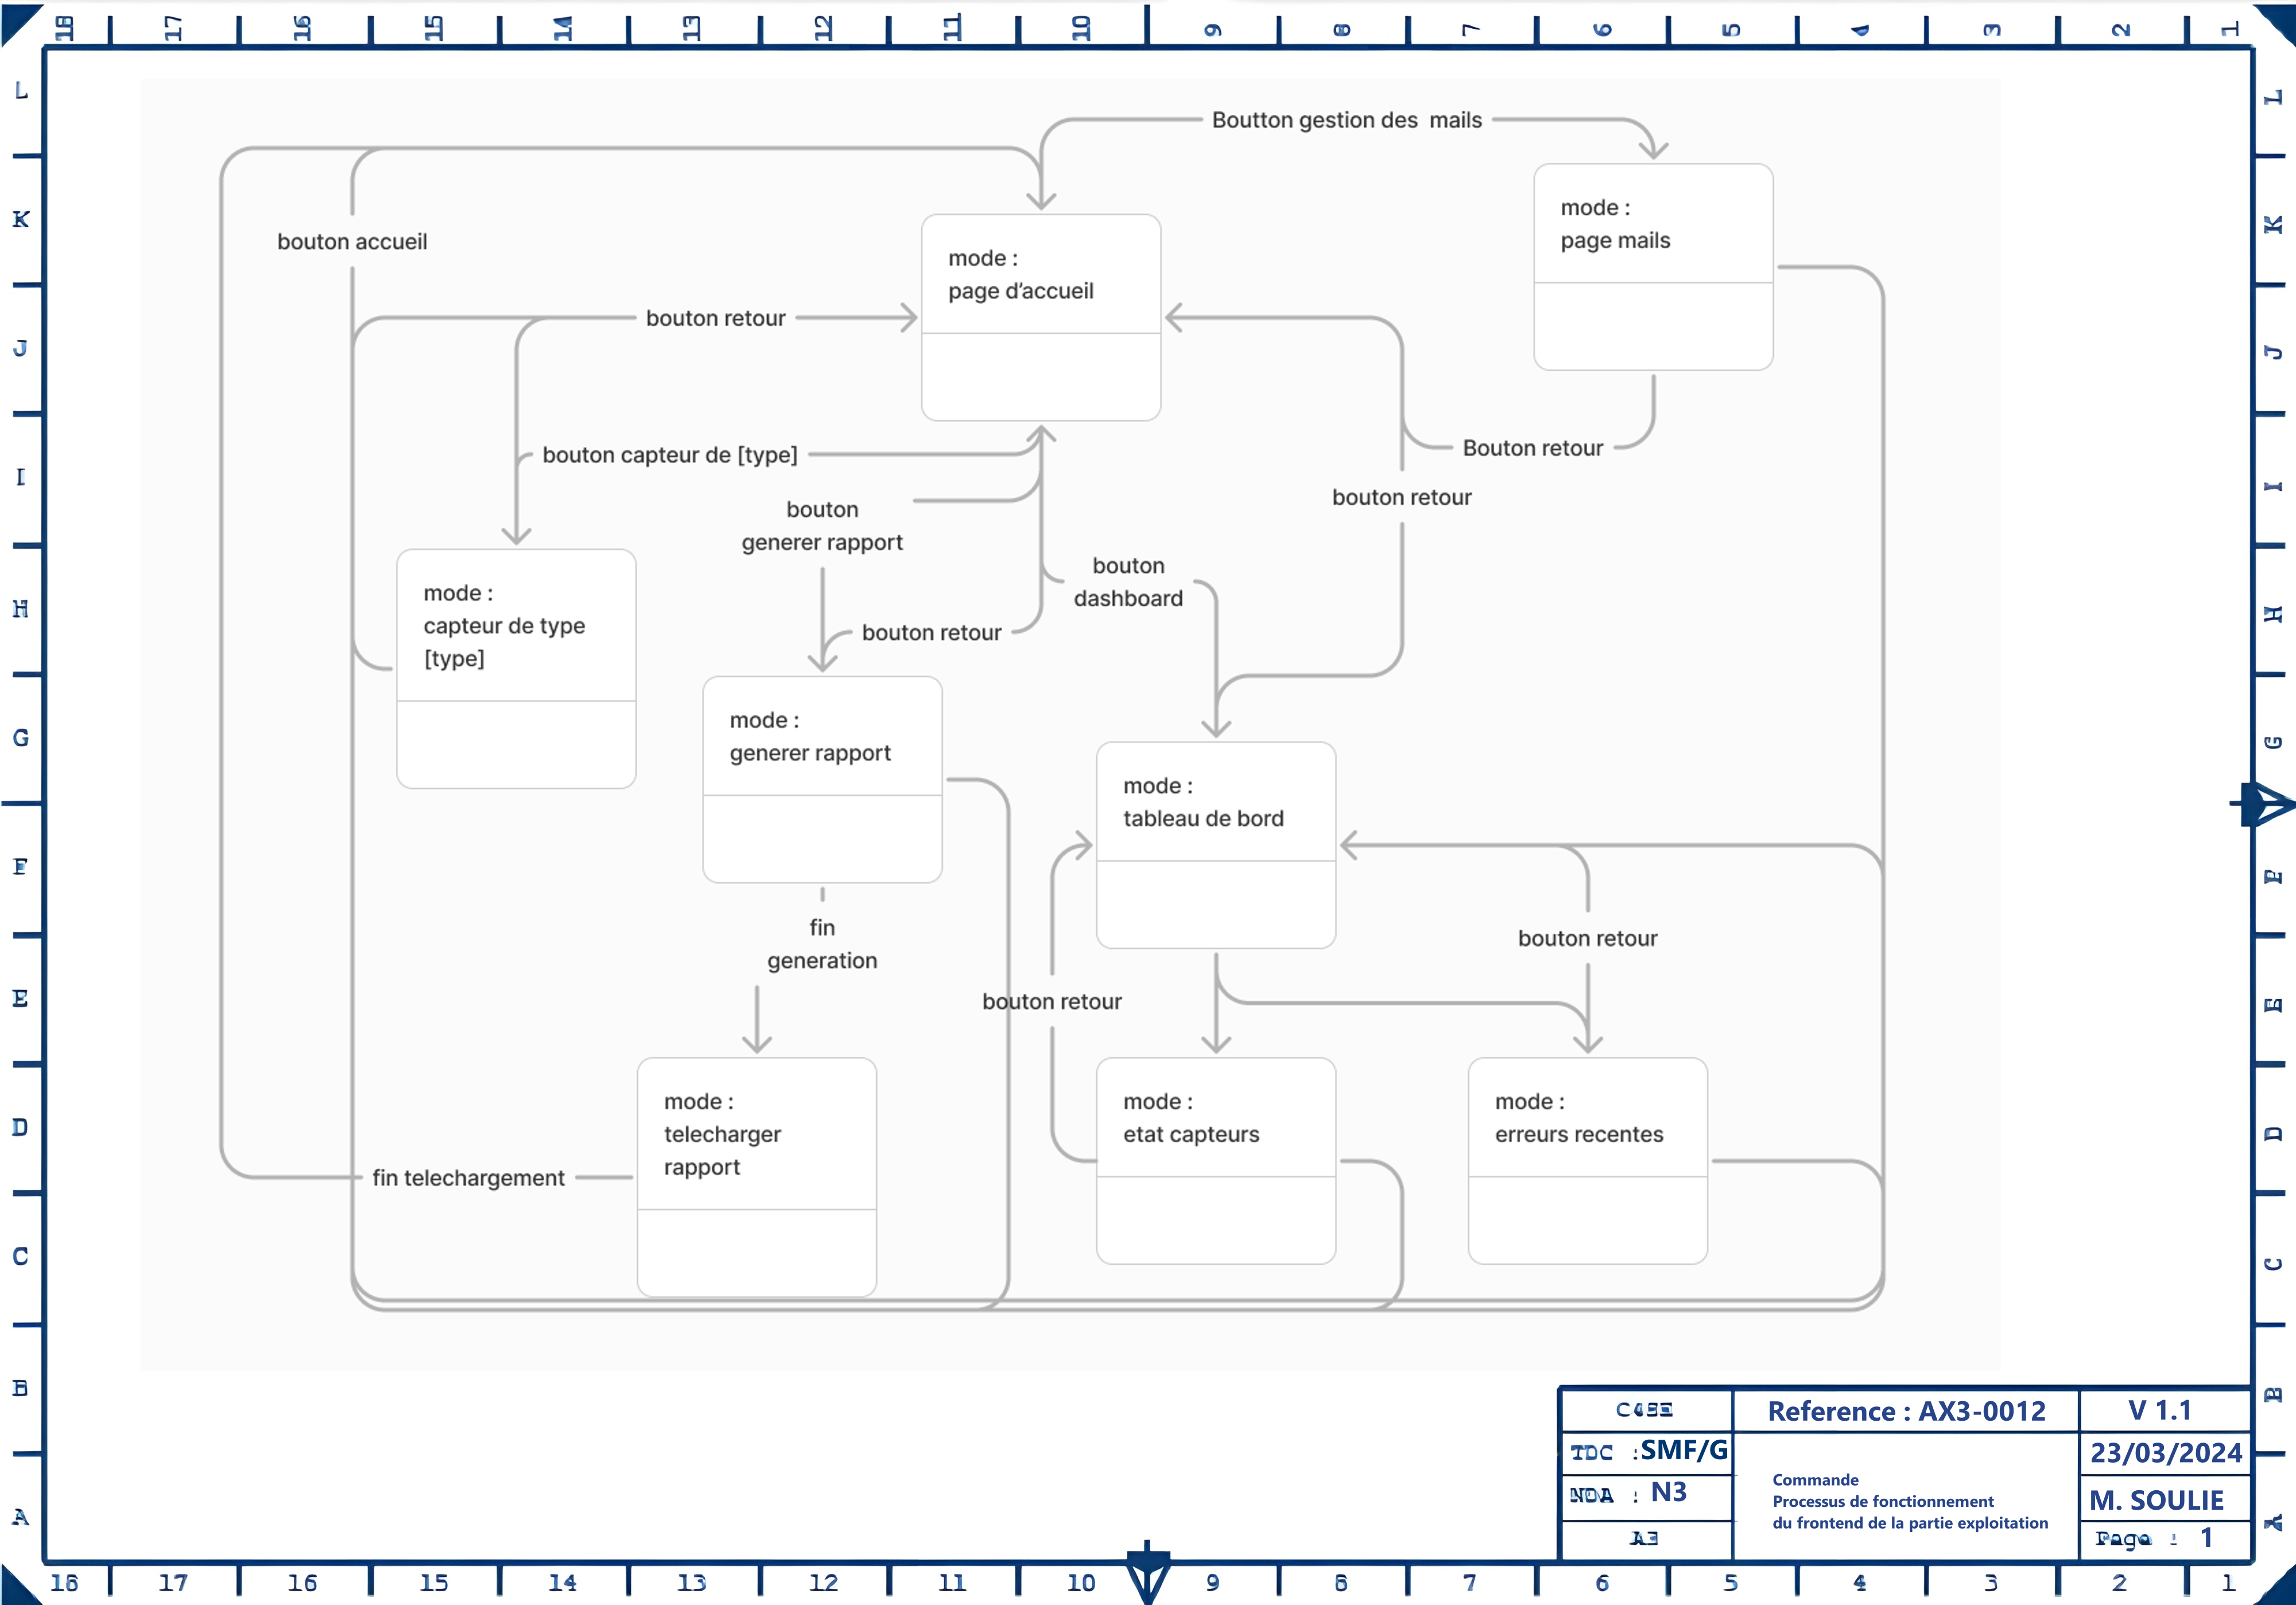 18 17 16 15 14 13 12 11 10 9 8 7 6 5 4 3 2 1
L L
Boutton gestion des  mails
K K
mode :
page mails
bouton accueil
mode :
page d’accueil
bouton retour
J J
Bouton retour
bouton capteur de [type]
I I
bouton retour
bouton
generer rapport
bouton
dashboard
mode :
capteur de type
[type]
H H
bouton retour
mode :
generer rapport
G G
mode :
tableau de bord
F F
fin
generation
bouton retour
E E
bouton retour
mode :
telecharger
rapport
mode :
etat capteurs
mode :
erreurs recentes
D D
fin telechargement
C C
B B
Reference : AX3-0012
V 1.1
TDC :SMF/G
23/03/2024
Commande
Processus de fonctionnement
du frontend de la partie exploitation
NDA : N3
M. SOULIE
A3
Page : 1
A A
18 17 16 15 14 13 12 11 10 9 8 7 6 5 4 3 2 1